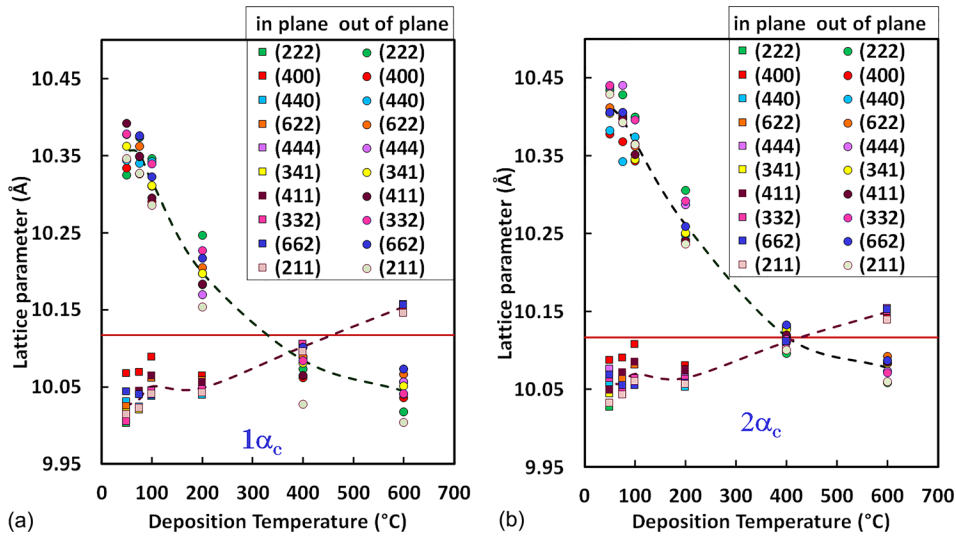 in plane out of plane
(222) (222)
(400) (400)
(440) (440)
(622) (622)
(444) (444)
(341) (341)
(411) (411)
(332) (332)
(662) (662)
(211) (211)
10.45
10.35
10.25
10.15
10.05
9.95
Lattice parameter (Å)
1αc
0 100 200 300 400 500 600 700
Deposition Temperature (°C)
(a)
in plane out of plane
(222) (222)
(400) (400)
(440) (440)
(622) (622)
(444) (444)
(341) (341)
(411) (411)
(332) (332)
(662) (662)
(211) (211)
10.45
10.35
10.25
10.15
10.05
9.95
Lattice parameter (Å)
2αc
0 100 200 300 400 500 600 700
Deposition Temperature (°C)
(b)